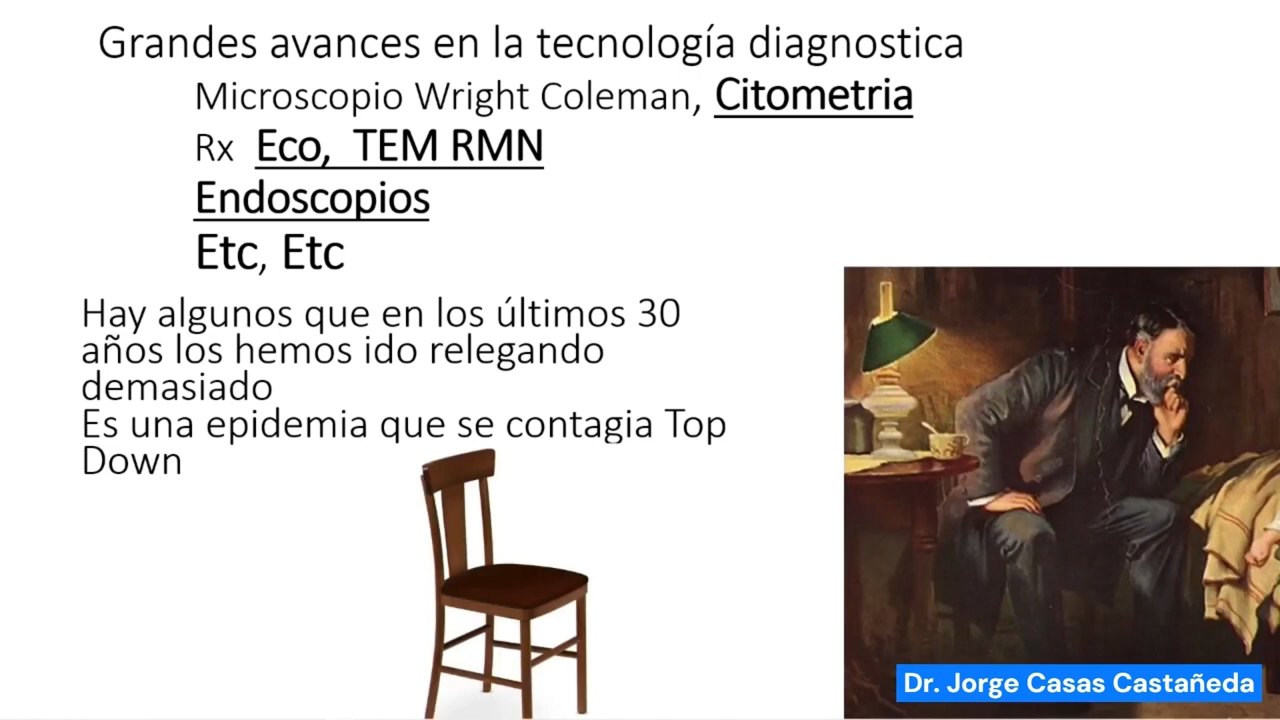 Grandes avances en la tecnología diagnostica
Microscopio Wright Coleman, Citometria
Rx Eco, TEM RMN
Endoscopios
Etc, Etc
Hay algunos que en los últimos 30
años los hemos ido relegando
demasiado
Es una epidemia que se contagia Top
Down
Dr. Jorge Casas Castañeda